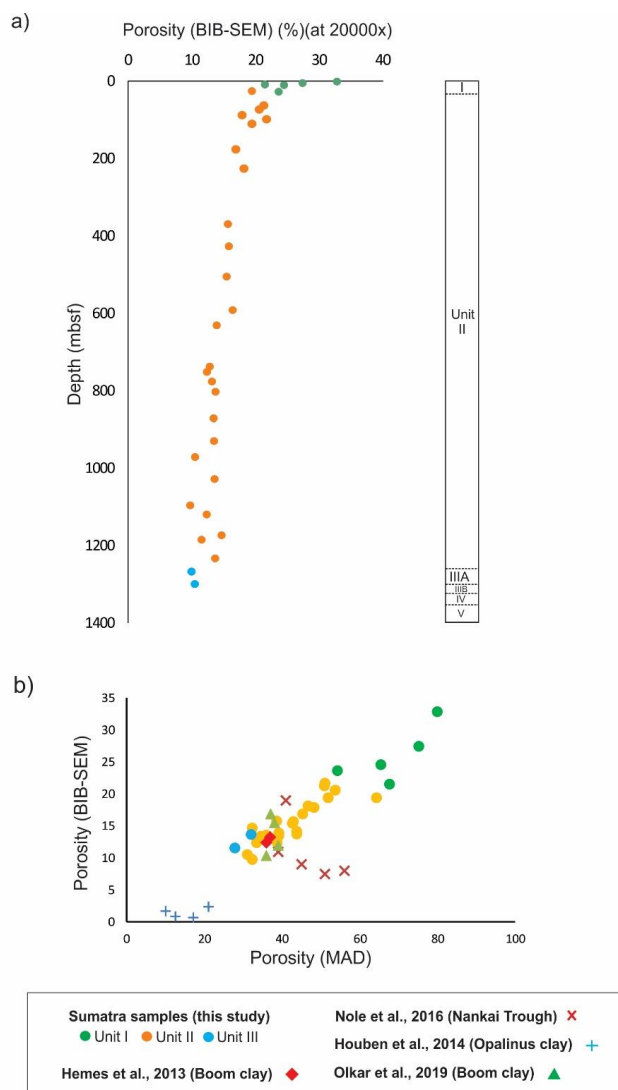 a)
Porosity (BIB-SEM) (%)(at 20000x)
0 10 20 30 40
0
200
400
600
800
1000
1200
1400
Depth (mbsf)
I
Unit
II
IIIA
IIIB
IV
V
b)
35
30
25
20
15
10
5
0
Porosity (BIB-SEM)
0 20 40 60 80 100
Porosity (MAD)
Sumatra samples (this study)
Unit I Unit II Unit III
Hemes et al., 2013 (Boom clay)
Nole et al., 2016 (Nankai Trough)
Houben et al., 2014 (Opalinus clay)
Olkar et al., 2019 (Boom clay)